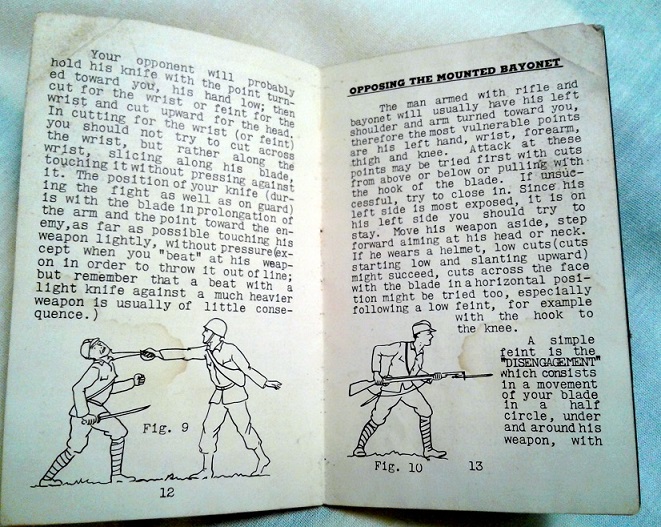 Your opponent will probably
hold his knife with the point turn-
ed toward you, his hand low; then
cut for the wrist or feint for the
wrist and cut upward for the head.
In cutting for the wrist (or feint)
you should not try to cut across
the wrist, but rather along the
wrist, slicing along his blade,
touching it without pressing against
it. The position of your knife (dur-
ing the fight as well as on guard)
is with the blade in prolongation of
the arm and the point toward the en-
emy, as far as possible touching his
weapon lightly, without pressure(ex-
cept when you "beat" at his weap-
on in order to throw it out of line;
but remember that a beat with a
light knife against a much heavier
weapon is usually of little conse-
quence.)
Fig. 9
12
OPPOSING THE MOUNTED BAYONET
The man armed with rifle and
bayonet will usually have his left
shoulder and arm turned toward you,
therefore the most vulnerable points
are his left hand, wrist, forearm,
thigh and knee. Attack at these
points may be tried first with cuts
from above or below or pulling with
the hook of the blade. If unsuc-
cessful, try to close in. Since his
left side is most exposed, it is on
his left side you should try to
stay. Move his weapon aside, step
forward aiming at his head or neck.
If he wears a helmet, low cuts(cuts
starting low and slanting upward)
might succeed, cuts across the face
with the blade in a horizontal posi-
tion might be tried too, especially
following a low feint, for example
with the hook to
the knee.
A simple
feint is the
"DISENGAGEMENT"
which consists
in a movement
of your blade
in a half
circle, under
and around his
weapon, with
Fig. 10
13